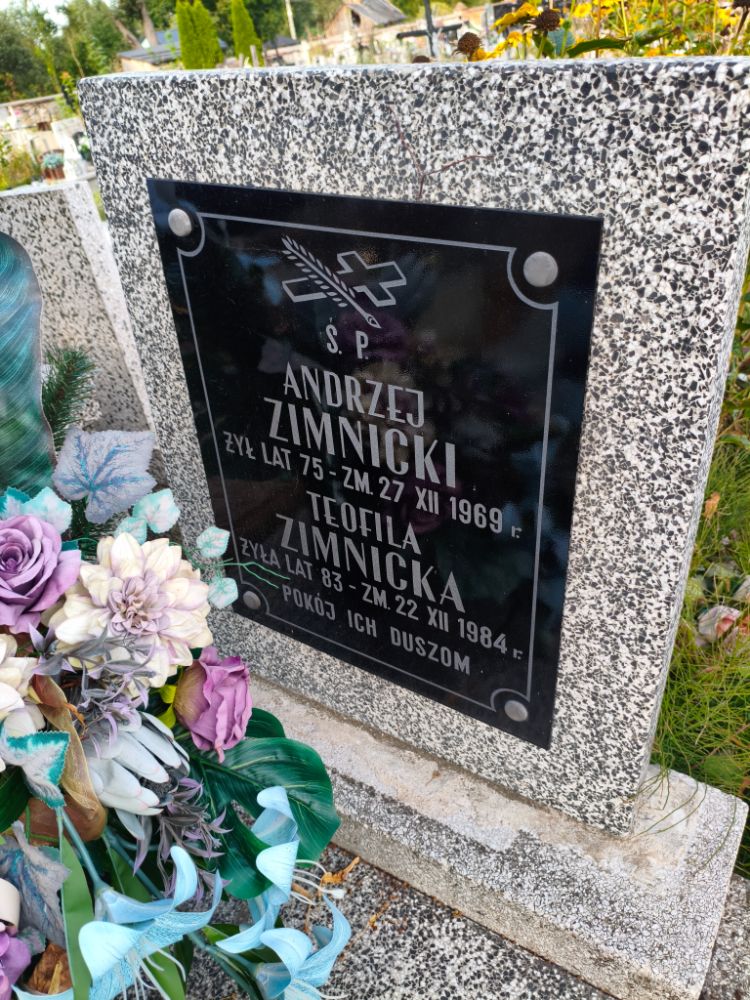 Ś. P.
ANDRZEJ
ZIMNICKI
ŻYŁ LAT 75 - ZM. 27 XII 1969 r.
TEOFILA
ZIMNICKA
ŻYŁA LAT 83 - ZM. 22 XII 1984 r.
POKÓJ ICH DUSZOM